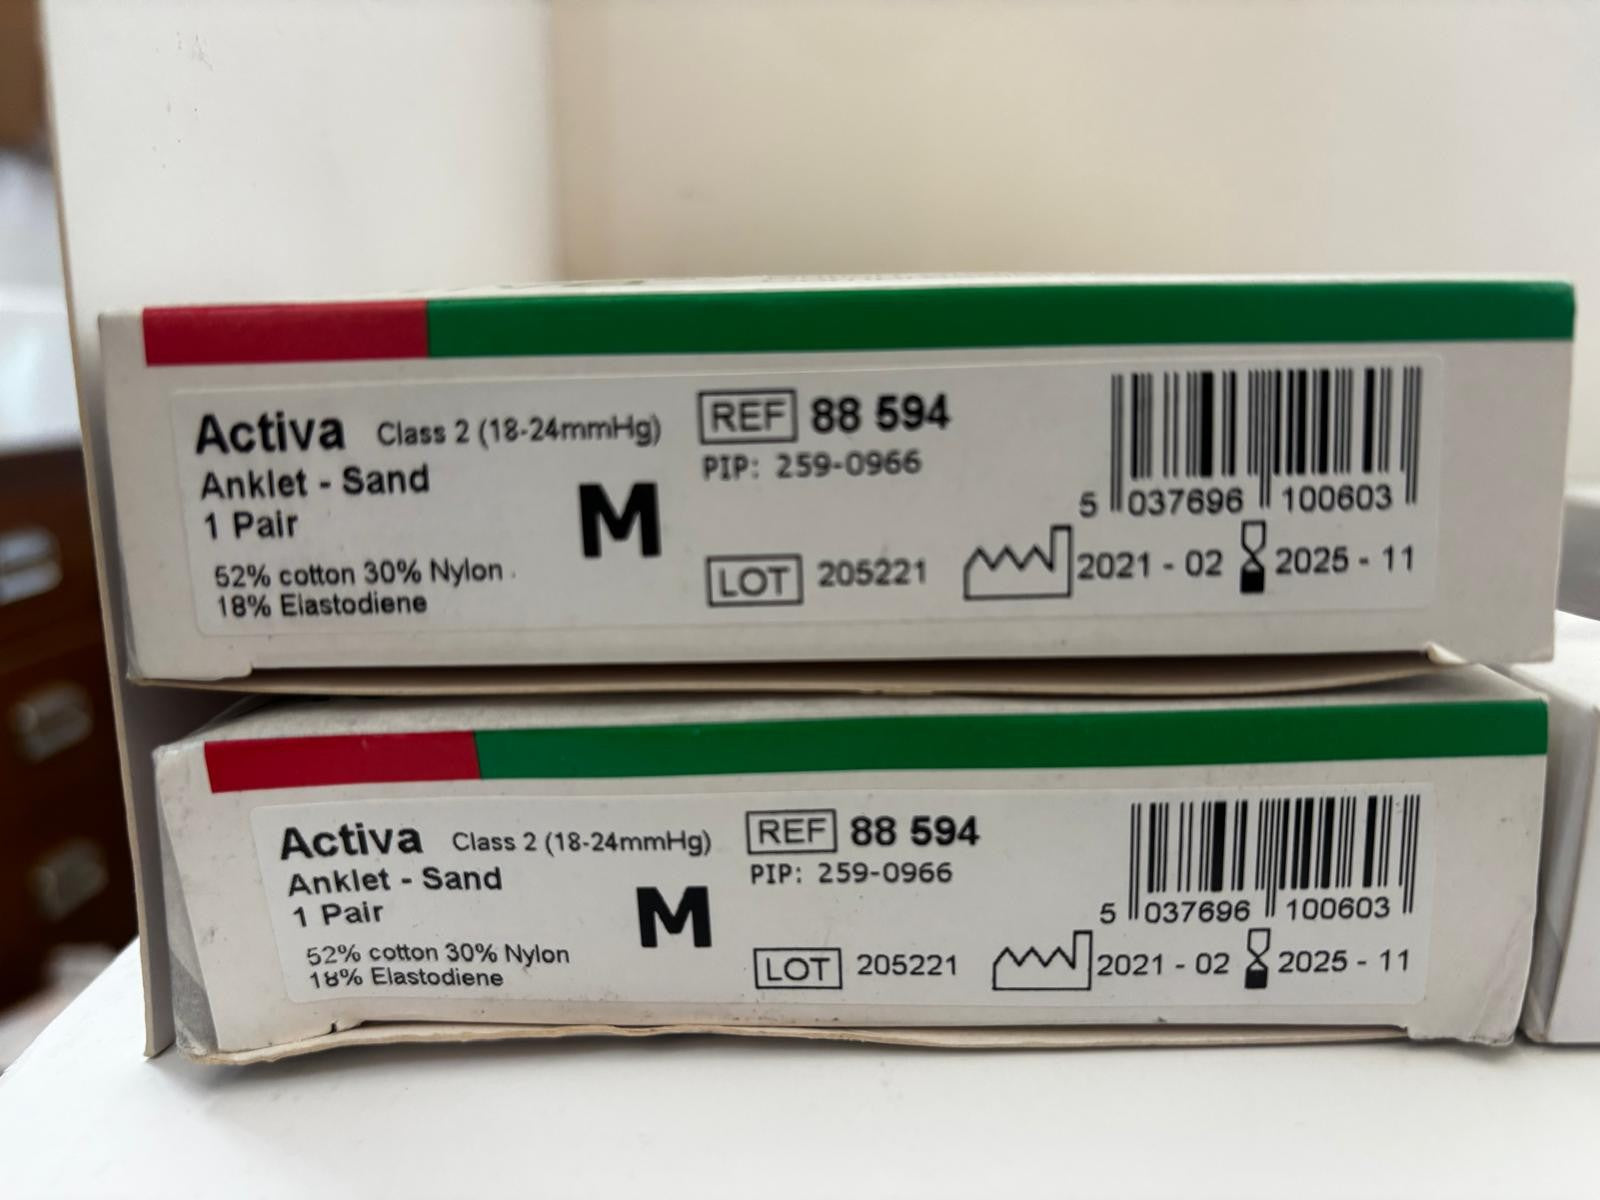 Activa Class 2 (18-24mmHg)
Anklet - Sand
1 Pair
M
52% cotton 30% Nylon
18% Elastodiene
REF 88 594
PIP: 259-0966
LOT 205221
5 037696 100603
2021 - 02 2025 - 11
Activa Class 2 (18-24mmHg)
Anklet - Sand
1 Pair
M
52% cotton 30% Nylon
18% Elastodiene
REF 88 594
PIP: 259-0966
LOT 205221
5 037696 100603
2021 - 02 2025 - 11